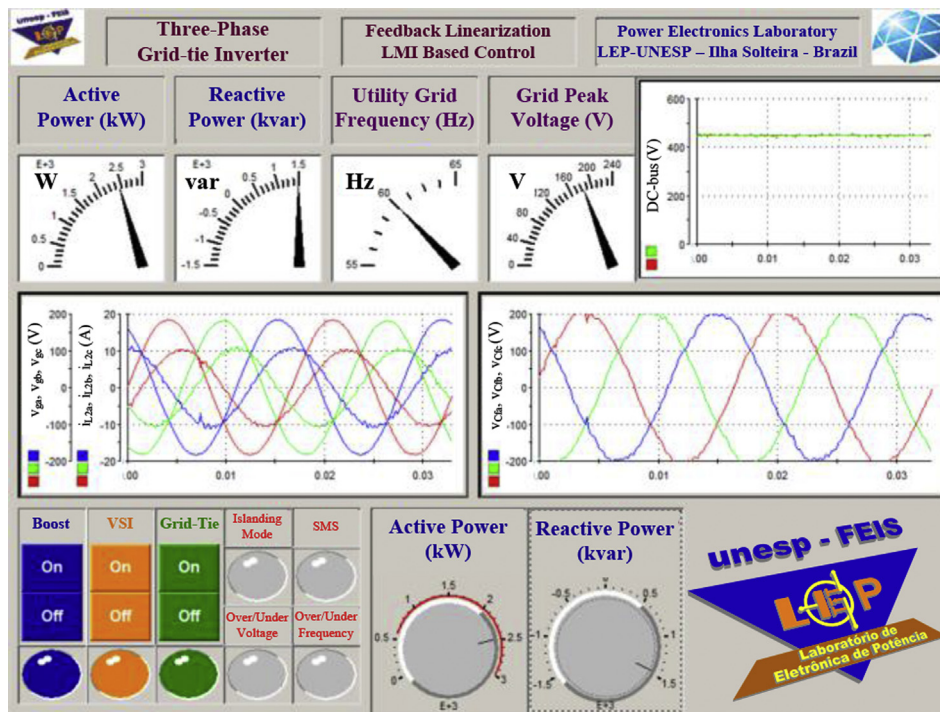 unesp
LEP
Three-Phase
Grid-tie Inverter
Feedback Linearization
LMI Based Control
Power Electronics Laboratory
LEP-UNESP – Ilha Solteira - Brazil
Active
Power (kW)
Reactive
Power (kvar)
Utility Grid
Frequency (Hz)
Grid Peak
Voltage (V)
W
E+3
0
0.5
1
1.5
2
2.5
3
var
E+3
-1.5
-1
-0.5
0
0.5
1
1.5
Hz
55
60
65
V
0
40
80
120
160
200
240
DC-bus (V)
600
400
200
0
.00
0.01
0.02
0.03
vga, vgb, vgc (V)
200
100
0
-100
-200
iL2a, iL2b, iL2c (A)
20
10
0
-10
-20
.00
0.01
0.02
0.03
vCfa, vCfb, vCfc (V)
200
100
0
-100
-200
.00
0.01
0.02
0.03
Boost
VSI
Grid-Tie
Islanding
Mode
SMS
On
On
On
Off
Off
Off
Over/Under
Voltage
Over/Under
Frequency
Active Power
(kW)
0
0.5
1
1.5
2
2.5
3
E+3
Reactive Power
(kvar)
-1.5
-1
-0.5
0.5
1
1.5
E+3
unesp - FEIS
LEP
Laboratório de
Eletrônica de Potência